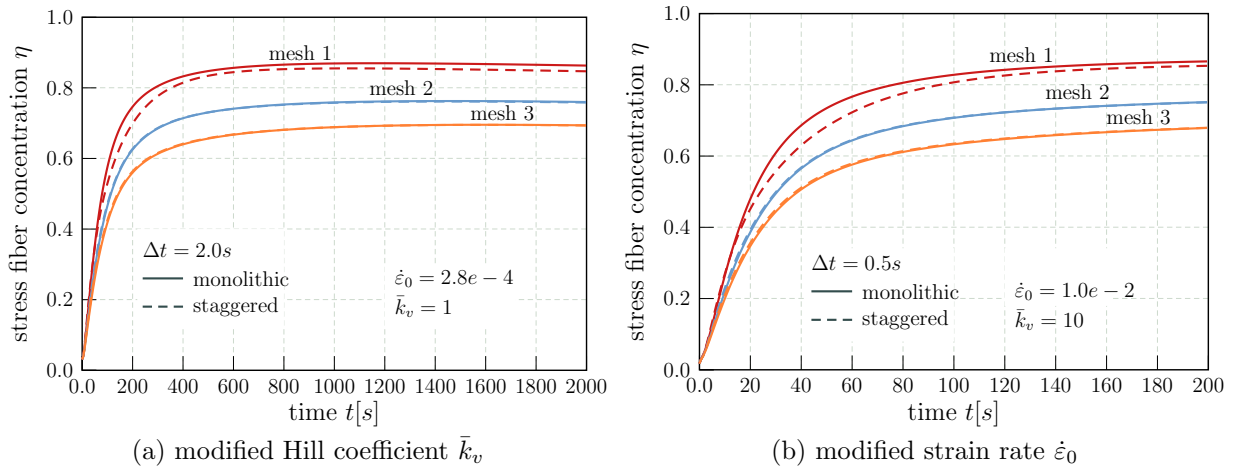 stress fiber concentration η
1.0
0.8
0.6
0.4
0.2
0.0
mesh 1
mesh 2
mesh 3
Δt = 2.0s
monolithic
staggered
ε̇₀ = 2.8e − 4
k̄ᵥ = 1
0.0 200 400 600 800 1000 1200 1400 1600 1800 2000
time t[s]
(a) modified Hill coefficient k̄ᵥ
stress fiber concentration η
1.0
0.8
0.6
0.4
0.2
0.0
mesh 1
mesh 2
mesh 3
Δt = 0.5s
monolithic
staggered
ε̇₀ = 1.0e − 2
k̄ᵥ = 10
0.0 20 40 60 80 100 120 140 160 180 200
time t[s]
(b) modified strain rate ε̇₀